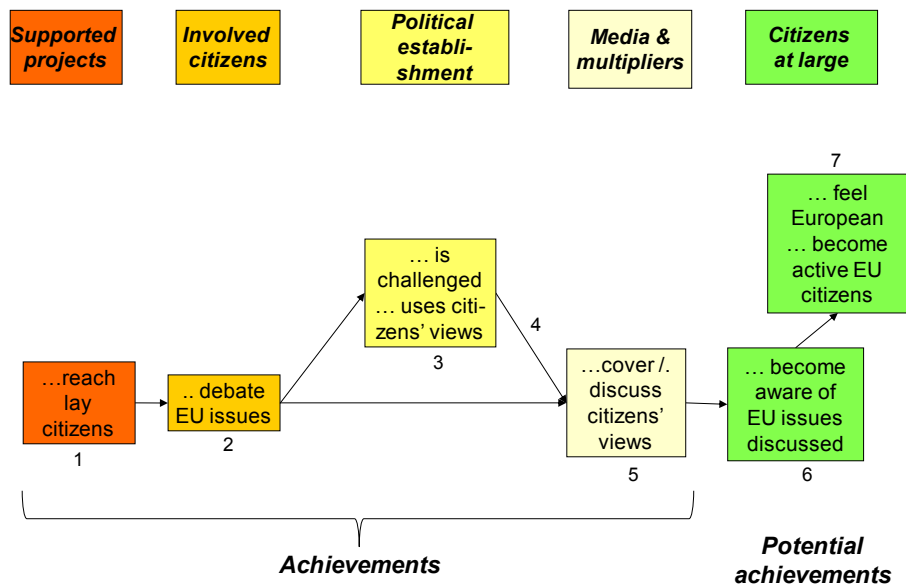 Supported
projects
Involved
citizens
Political
establi-
shment
Media &
multipliers
Citizens
at large
7
… feel
European
… become
active EU
citizens
… is
challenged
… uses citi-
zens’ views
3
4
…reach
lay
citizens
1
.. debate
EU issues
2
…cover /.
discuss
citizens’
views
5
… become
aware of
EU issues
discussed
6
Achievements
Potential
achievements